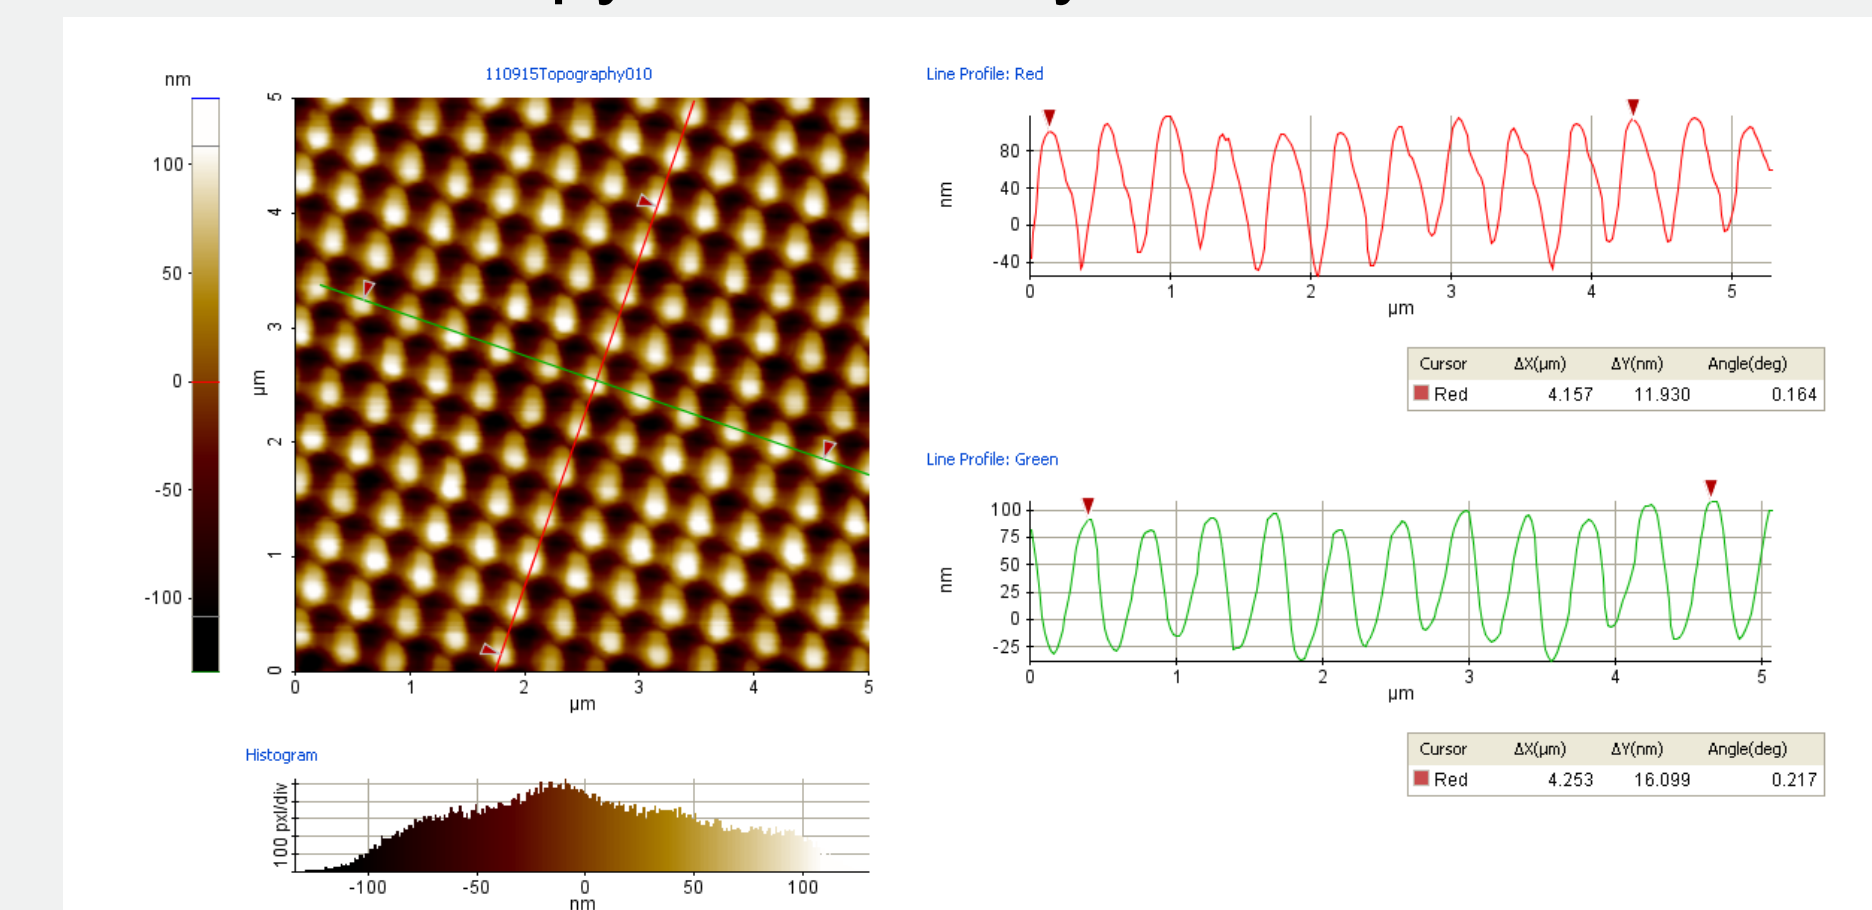 nm
110915Topography010
100
50
0
-50
-100
5
4
3
2
1
0
µm
0 1 2 3 4 5
µm
Histogram
100 pxl/div
-100 -50 0 50 100
nm
Line Profile: Red
80
40
0
-40
nm
0 1 2 3 4 5
µm
Cursor ΔX(µm) ΔY(nm) Angle(deg)
Red 4.157 11.930 0.164
Line Profile: Green
100
75
50
25
0
-25
nm
0 1 2 3 4 5
µm
Cursor ΔX(µm) ΔY(nm) Angle(deg)
Red 4.253 16.099 0.217